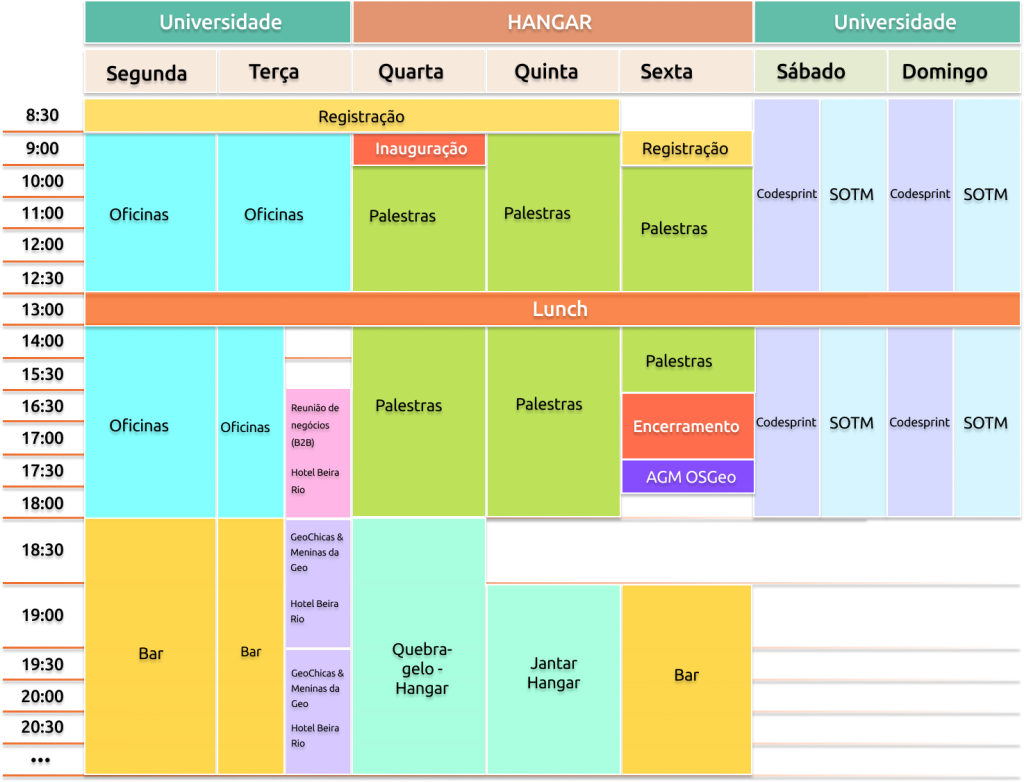 Universidade HANGAR Universidade
Segunda Terça Quarta Quinta Sexta Sábado Domingo
8:30 Registração
9:00 Inauguração Registração
10:00
Codesprint SOTM Codesprint SOTM
11:00 Oficinas Oficinas Palestras Palestras
Palestras
12:00
12:30
13:00 Lunch
14:00
Palestras
15:30
16:30 Palestras Palestras
Reunião de
negócios
(B2B)
Hotel Beira
Rio
17:00 Oficinas Oficinas Encerramento Codesprint SOTM Codesprint SOTM
17:30 AGM OSGeo
18:00
18:30
GeoChicas &
Meninas da
Geo
Hotel Beira
Rio
19:00
19:30 Bar Bar
Quebra-
gelo -
Hangar
Jantar
Hangar
Bar
20:00
GeoChicas &
Meninas da
Geo
Hotel Beira
Rio
20:30
...